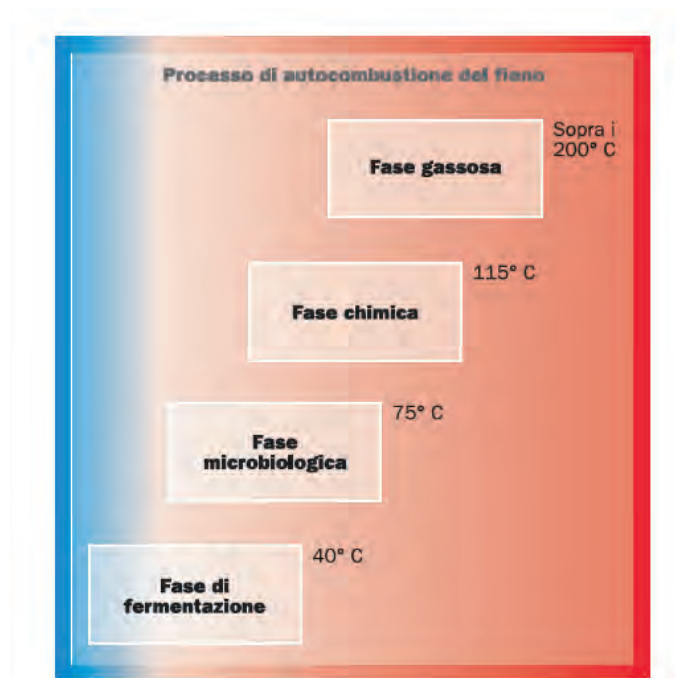 Processo di autocombustione del fieno
Sopra i
200° C
Fase gassosa
115° C
Fase chimica
75° C
Fase
microbiologica
40° C
Fase di
fermentazione